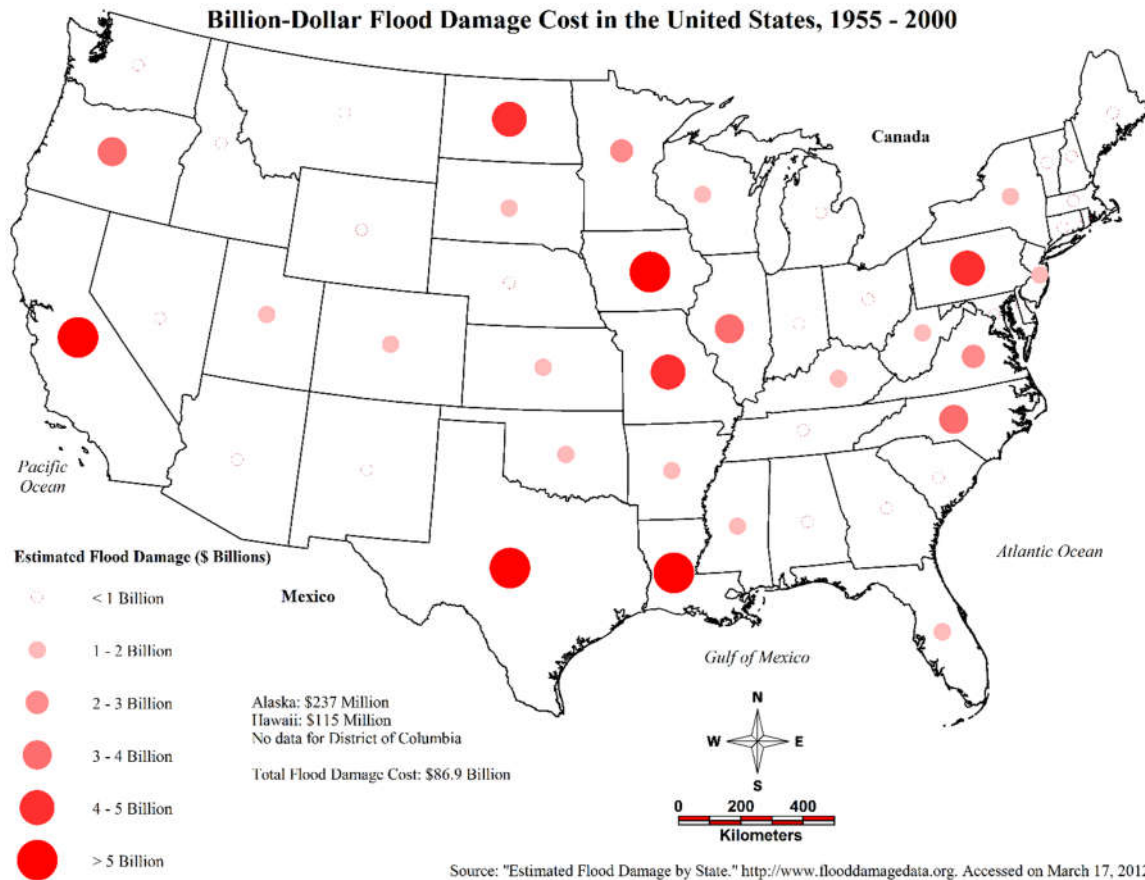 Billion-Dollar Flood Damage Cost in the United States, 1955 - 2000
Canada
Pacific
Ocean
Atlantic Ocean
Estimated Flood Damage ($ Billions)
< 1 Billion
Mexico
1 - 2 Billion
Gulf of Mexico
2 - 3 Billion
Alaska: $237 Million
Hawaii: $115 Million
No data for District of Columbia
N
W
E
S
3 - 4 Billion
Total Flood Damage Cost: $86.9 Billion
4 - 5 Billion
0 200 400
Kilometers
> 5 Billion
Source: "Estimated Flood Damage by State." http://www.flooddamagedata.org. Accessed on March 17, 2012